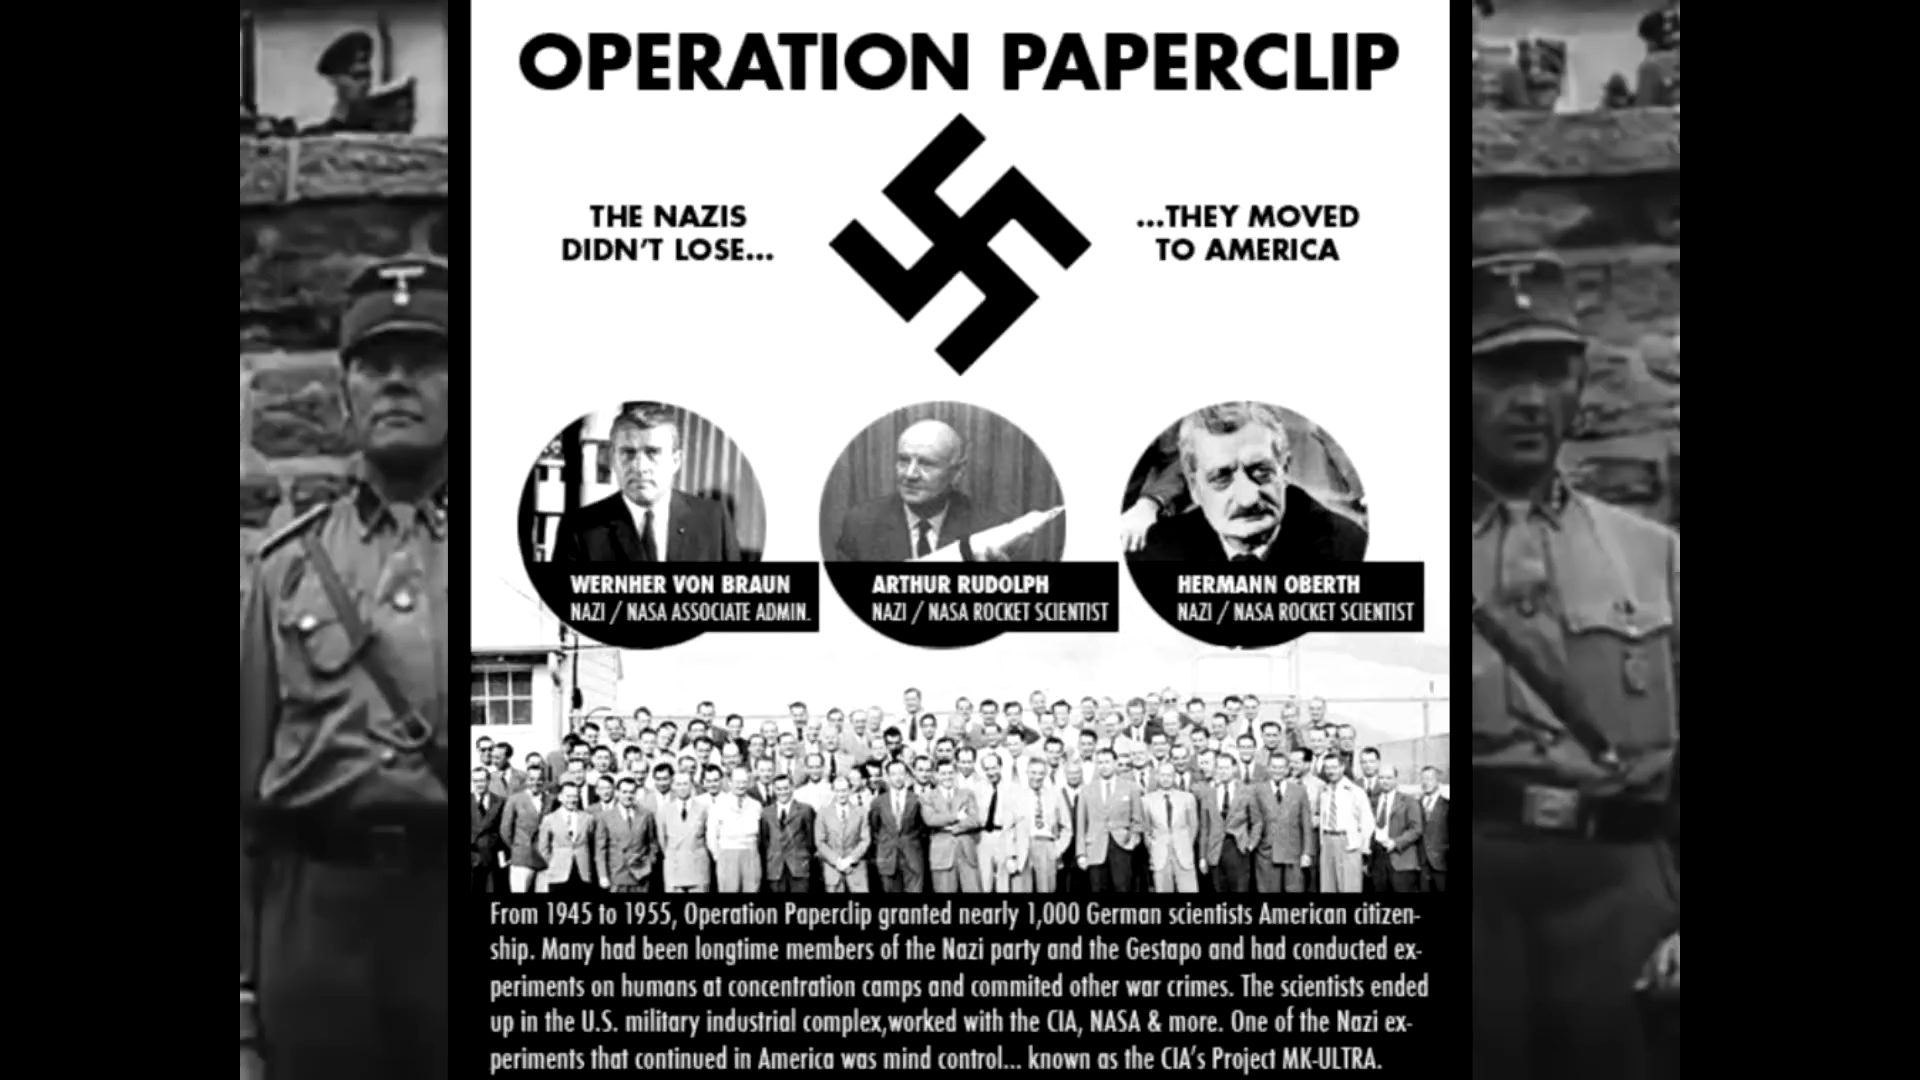 OPERATION PAPERCLIP
THE NAZIS
DIDN'T LOSE...
...THEY MOVED
TO AMERICA
WERNHER VON BRAUN
NAZI / NASA ASSOCIATE ADMIN.
ARTHUR RUDOLPH
NAZI / NASA ROCKET SCIENTIST
HERMANN OBERTH
NAZI / NASA ROCKET SCIENTIST
From 1945 to 1955, Operation Paperclip granted nearly 1,000 German scientists American citizen-
ship. Many had been longtime members of the Nazi party and the Gestapo and had conducted ex-
periments on humans at concentration camps and commited other war crimes. The scientists ended
up in the U.S. military industrial complex,worked with the CIA, NASA & more. One of the Nazi ex-
periments that continued in America was mind control... known as the CIA's Project MK-ULTRA.